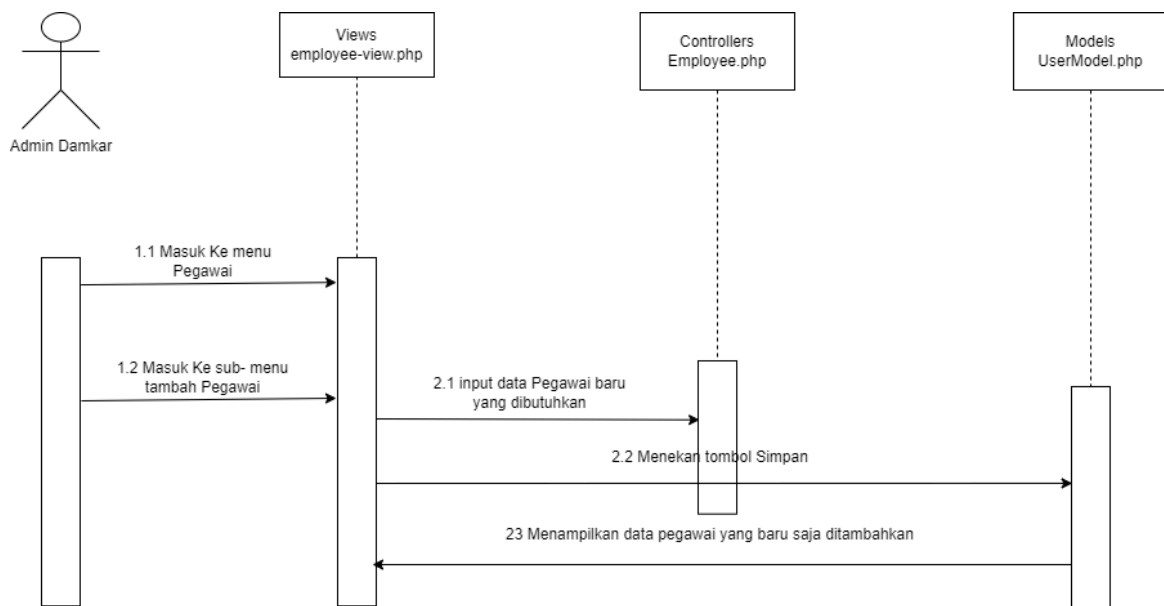 Views
employee-view.php
Controllers
Employee.php
Models
UserModel.php
Admin Damkar
1.1 Masuk Ke menu
Pegawai
1.2 Masuk Ke sub- menu
tambah Pegawai
2.1 input data Pegawai baru
yang dibutuhkan
2.2 Menekan tombol Simpan
23 Menampilkan data pegawai yang baru saja ditambahkan